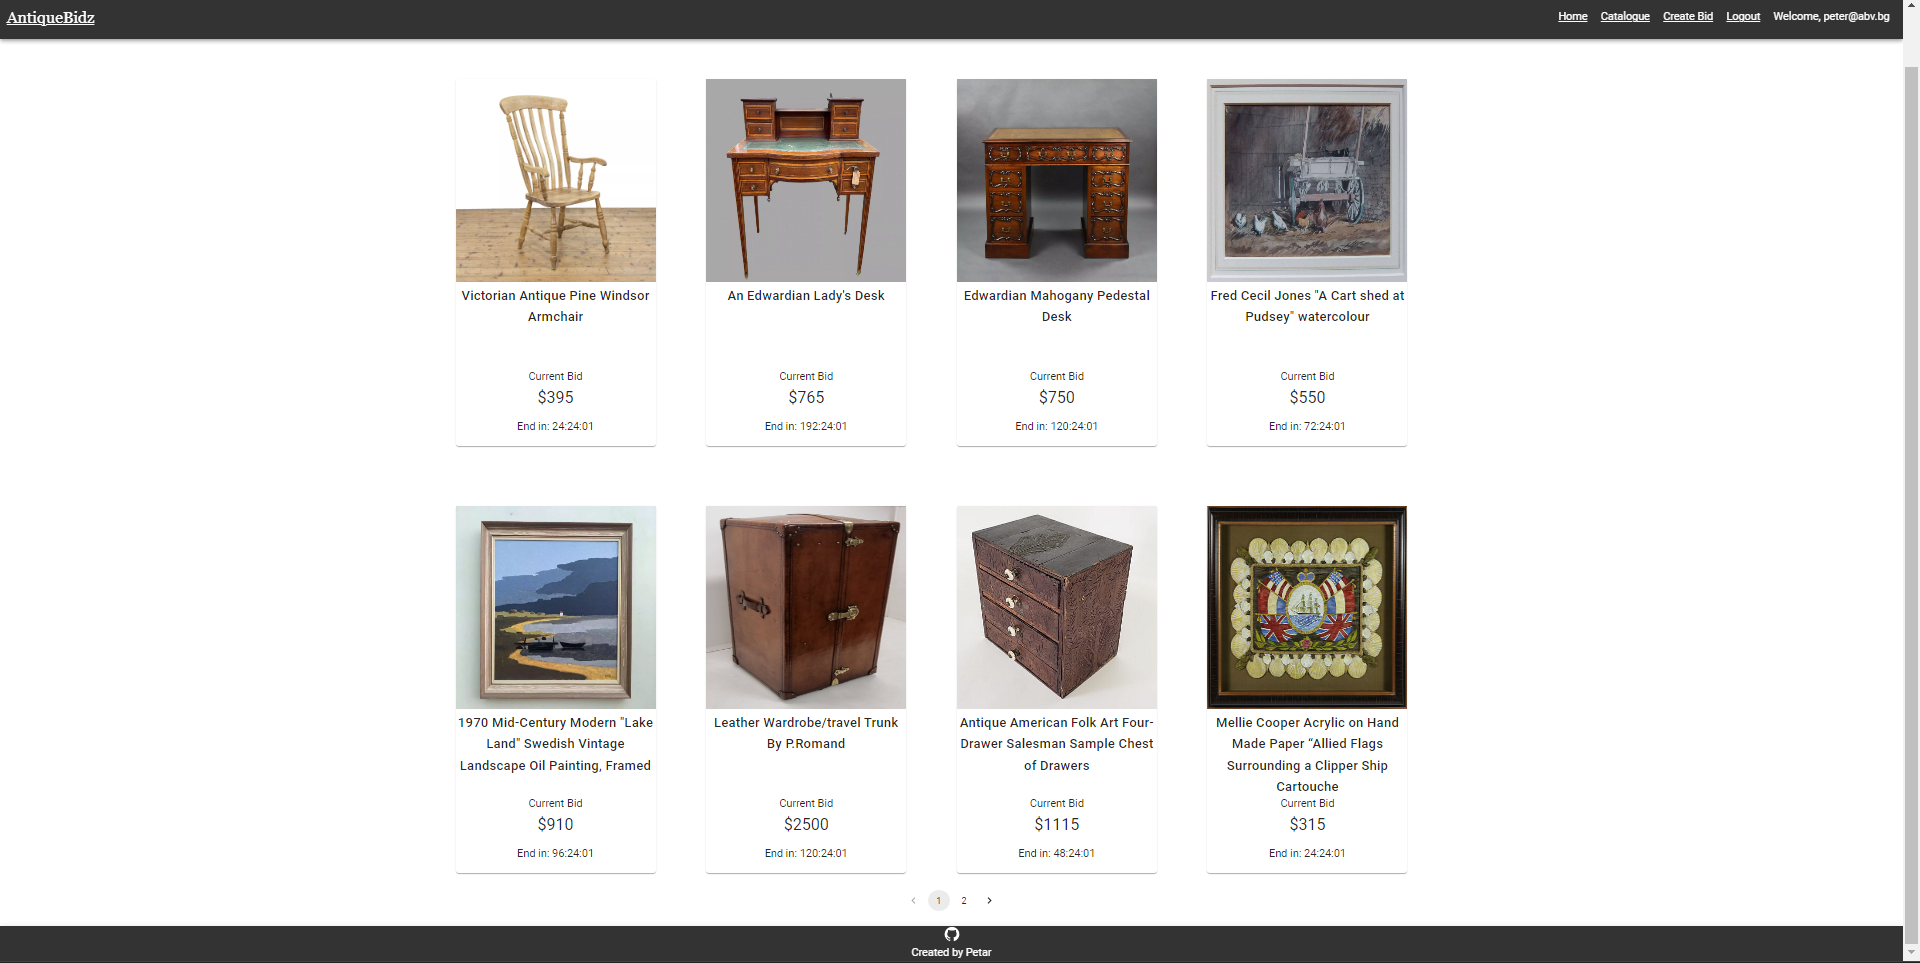 AntiqueBidz
Home Catalogue Create Bid Logout Welcome, peter@abv.bg
Victorian Antique Pine Windsor
Armchair
Current Bid
$395
End in: 24:24:01
An Edwardian Lady's Desk
Current Bid
$765
End in: 192:24:01
Edwardian Mahogany Pedestal
Desk
Current Bid
$750
End in: 120:24:01
Fred Cecil Jones "A Cart shed at
Pudsey" watercolour
Current Bid
$550
End in: 72:24:01
1970 Mid-Century Modern "Lake
Land" Swedish Vintage
Landscape Oil Painting, Framed
Current Bid
$910
End in: 96:24:01
Leather Wardrobe/travel Trunk
By P.Romand
Current Bid
$2500
End in: 120:24:01
Antique American Folk Art Four-
Drawer Salesman Sample Chest
of Drawers
Current Bid
$1115
End in: 48:24:01
Mellie Cooper Acrylic on Hand
Made Paper “Allied Flags
Surrounding a Clipper Ship
Cartouche
Current Bid
$315
End in: 24:24:01
1 2
Created by Petar